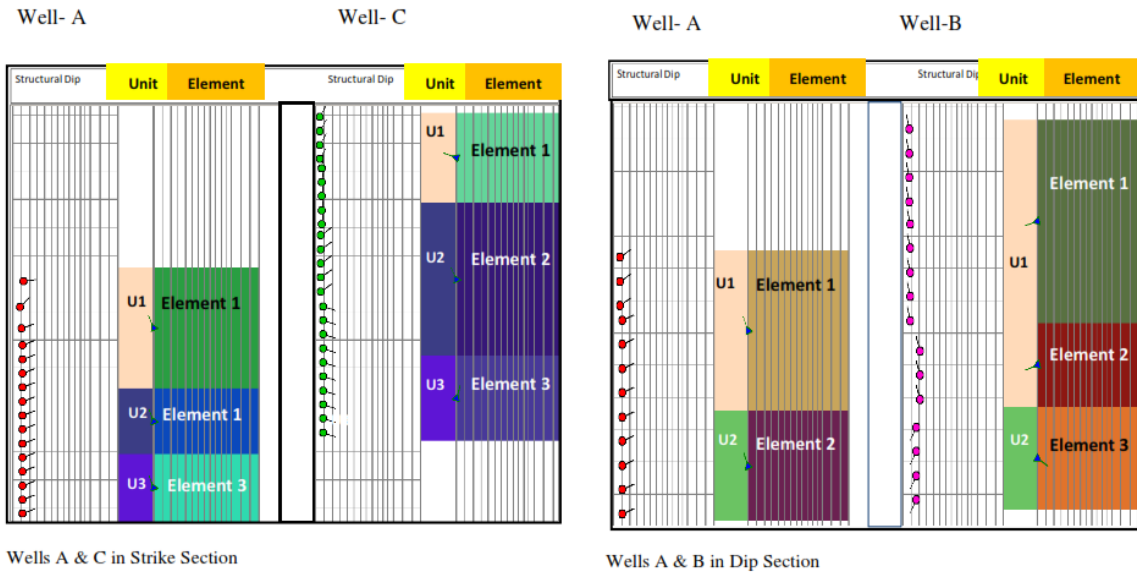 Well- A
Well- C
Structural Dip
Unit
Element
Structural Dip
Unit
Element
U1
Element 1
U2
Element 1
U3
Element 3
U1
Element 1
U2
Element 2
U3
Element 3
Wells A & C in Strike Section
Well- A
Well-B
Structural Dip
Unit
Element
Structural Dip
Unit
Element
U1
Element 1
U2
Element 2
U1
Element 1
Element 2
U2
Element 3
Wells A & B in Dip Section